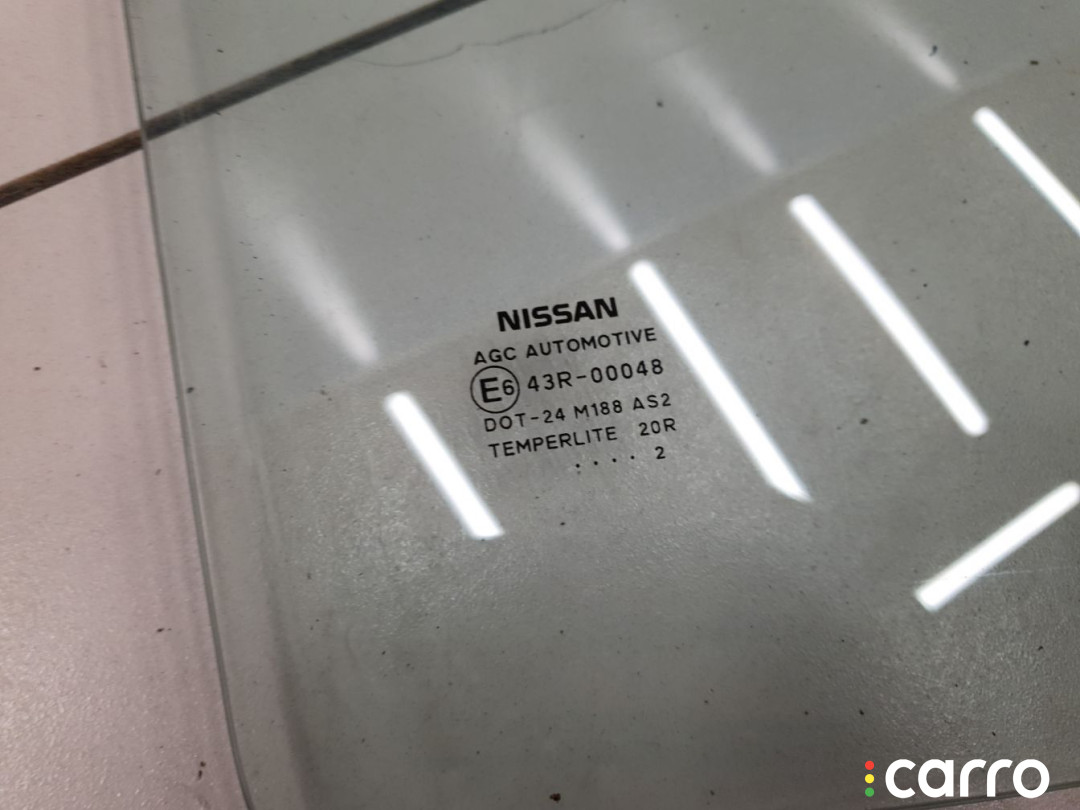 NISSAN
AGC AUTOMOTIVE
E6 43R-00048
DOT-24 M188 AS2
TEMPERLITE 20R
. . . . 2
carro